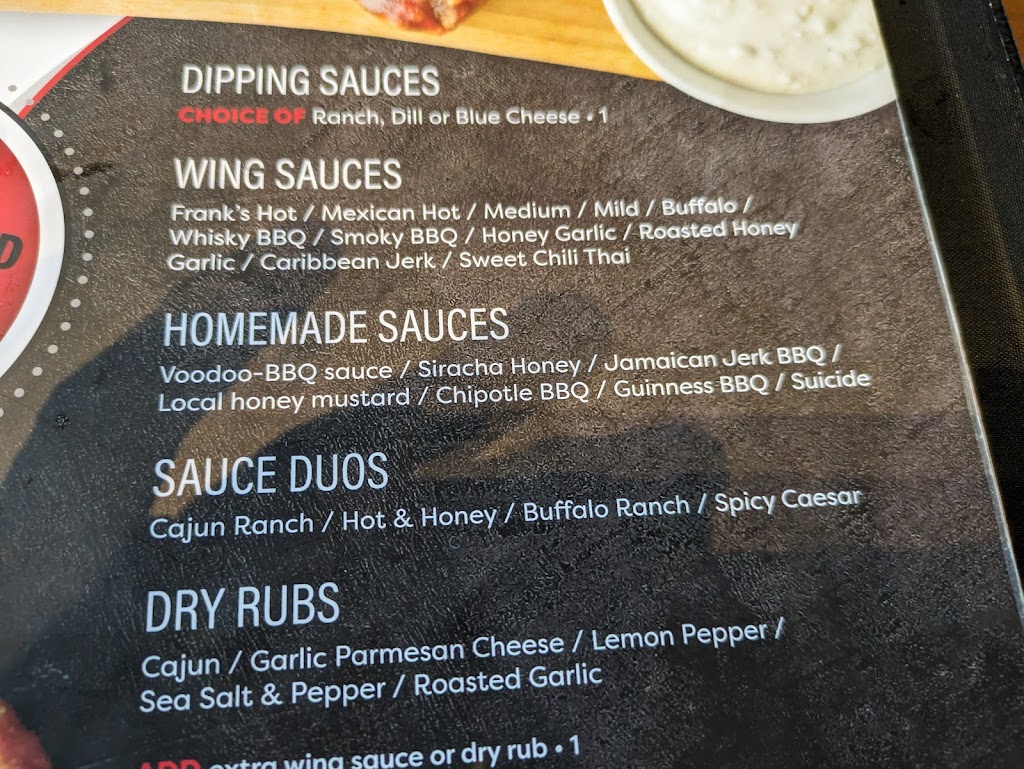 DIPPING SAUCES
CHOICE OF Ranch, Dill or Blue Cheese • 1
WING SAUCES
Frank's Hot / Mexican Hot / Medium / Mild / Buffalo /
Whisky BBQ / Smoky BBQ / Honey Garlic / Roasted Honey
Garlic / Caribbean Jerk / Sweet Chili Thai
HOMEMADE SAUCES
Voodoo-BBQ sauce / Siracha Honey / Jamaican Jerk BBQ /
Local honey mustard / Chipotle BBQ / Guinness BBQ / Suicide
SAUCE DUOS
Cajun Ranch / Hot & Honey / Buffalo Ranch / Spicy Caesar
DRY RUBS
Cajun / Garlic Parmesan Cheese / Lemon Pepper /
Sea Salt & Pepper / Roasted Garlic
ADD extra wing sauce or dry rub • 1